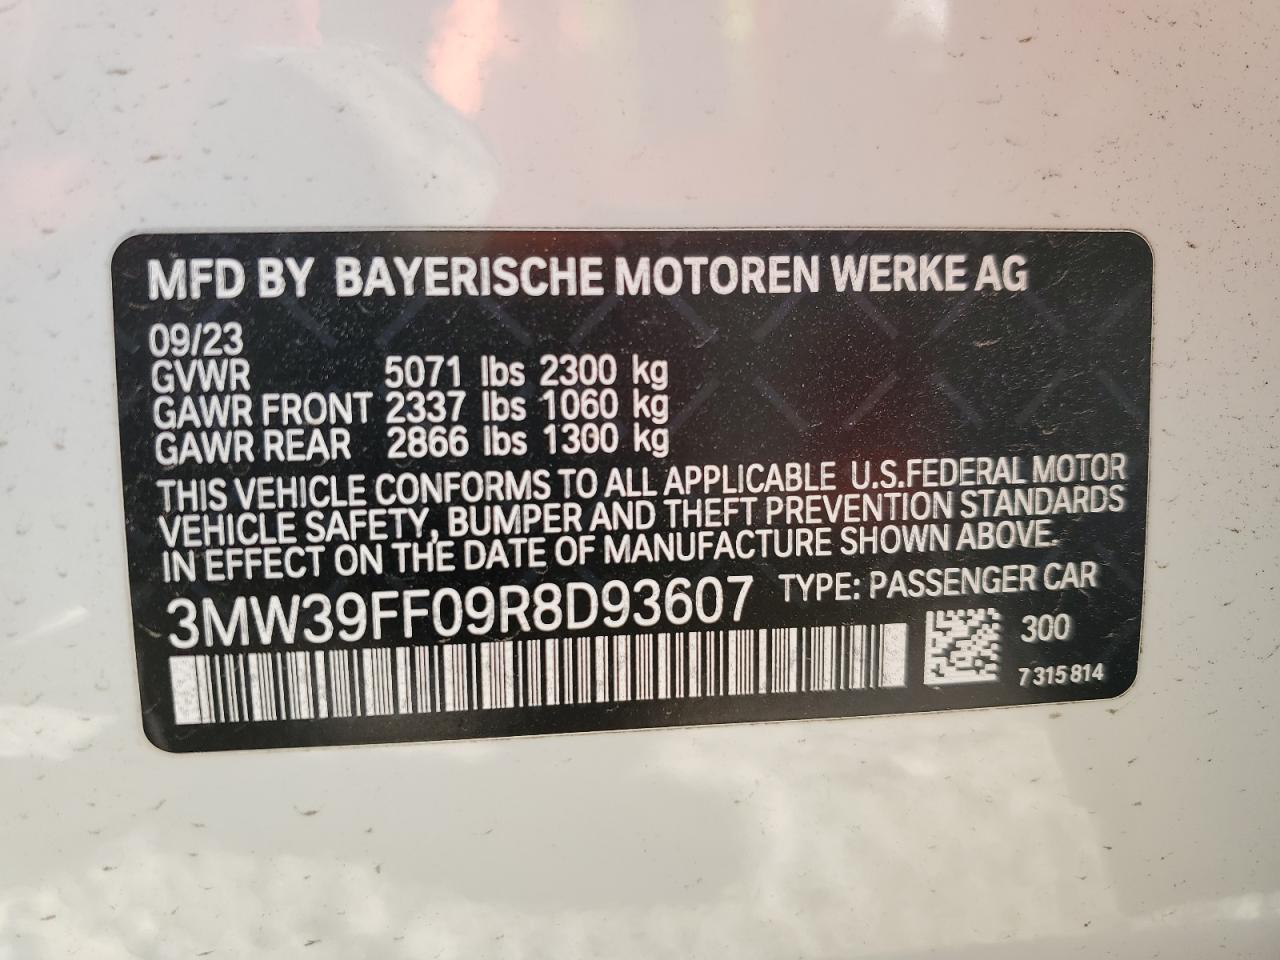 MFD BY BAYERISCHE MOTOREN WERKE AG
09/23
GVWR 5071 lbs 2300 kg
GAWR FRONT 2337 lbs 1060 kg
GAWR REAR 2866 lbs 1300 kg
THIS VEHICLE CONFORMS TO ALL APPLICABLE U.S.FEDERAL MOTOR
VEHICLE SAFETY, BUMPER AND THEFT PREVENTION STANDARDS
IN EFFECT ON THE DATE OF MANUFACTURE SHOWN ABOVE.
3MW39FF09R8D93607 TYPE: PASSENGER CAR
300
7 315 814